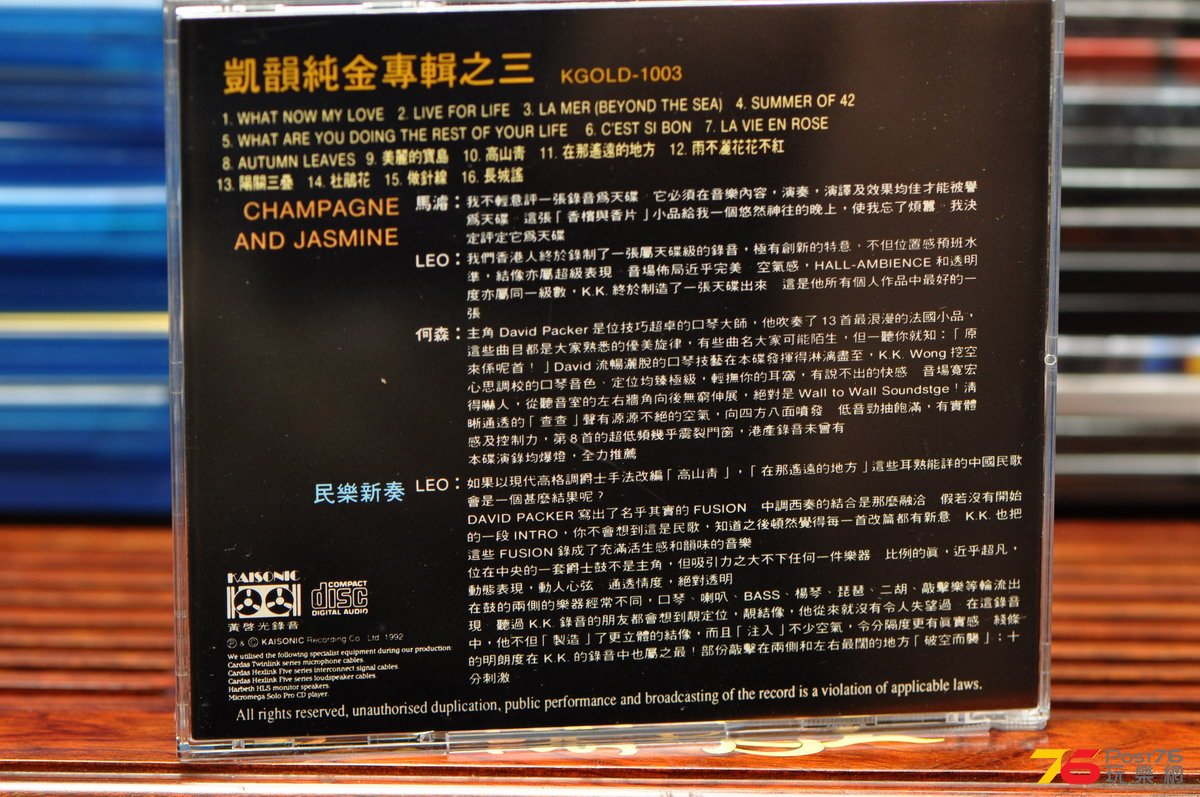 凱韻純金專輯之三 KGOLD-1003
1. WHAT NOW MY LOVE 2. LIVE FOR LIFE 3. LA MER (BEYOND THE SEA) 4. SUMMER OF 42
5. WHAT ARE YOU DOING THE REST OF YOUR LIFE 6. C'EST SI BON 7. LA VIE EN ROSE
8. AUTUMN LEAVES 9. 美麗的寶島 10. 高山靑 11. 在那遙遠的地方 12. 雨不灑花花不紅
13. 陽關三疊 14. 杜鵑花 15. 做針線 16. 長城謠
CHAMPAGNE
AND JASMINE
馬滄：我不輕意評一張錄音爲天碟 它必須在音樂內容，演奏，演譯及效果均佳才能被譽
爲天碟 這張「香檳與香片」小品給我一個悠然神往的晚上，使我忘了煩囂 我決
定評定它爲天碟
LEO：我們香港人終於錄制了一張屬天碟級的錄音，極有創新的特意 不但位置感預班水
準，結像亦屬超級表現 音場佈局近乎完美 空氣感，HALL-AMBIENCE 和透明
度亦屬同一級數，K.K. 終於制造了一張天碟出來 這是他所有個人作品中最好的一
張
何森：主角 David Packer 是位技巧超卓的口琴大師，他吹奏了 13 首最浪漫的法國小品，
這些曲目都是大家熟悉的優美旋律，有些曲名大家可能陌生，但一聽你就知：「原
來係呢首！」David 流暢灑脫的口琴技藝在本碟發揮得淋漓盡至，K.K. Wong 挖空
心思調校的口琴音色、定位均臻極級，輕撫你的耳窩，有說不出的快感 音場寬宏
得嚇人，從聽音室的左右牆角向後無窮伸展，絕對是 Wall to Wall Soundstge！淸
晰通透的「查查」聲有源源不絕的空氣，向四方八面噴發 低音勁抽飽滿，有實體
感及控制力，第 8 首的超低頻幾乎震裂門窗，港產錄音未曾有
本碟演錄均爆燈，全力推薦
民樂新奏
LEO：如果以現代高格調爵士手法改編「高山靑」，「在那遙遠的地方」這些耳熟能詳的中國民歌
會是一個甚麼結果呢？
DAVID PACKER 寫出了名乎其實的 FUSION 中調西奏的結合是那麼融洽 假若沒有開始
的一段 INTRO，你不會想到這是民歌，知道之後頓然覺得每一首改篇都有新意 K.K. 也把
這些 FUSION 錄成了充滿活生感和韻味的音樂
位在中央的一套爵士鼓不是主角，但吸引力之大不下任何一件樂器 比例的眞，近乎超凡，
動態表現，動人心弦 通透情度，絕對透明
在鼓的兩側的樂器經常不同，口琴、喇叭、BASS、楊琴、琵琶、二胡、敲擊樂等輪流出
現 聽過 K.K. 錄音的朋友都會想到靚定位，靚結像，他從來就沒有令人失望過 在這錄音
中，他不但「製造」了更立體的結像，而且「注入」不少空氣，令分隔度更有眞實感 綫條
的明朗度在 K.K. 的錄音中也屬之最！部份敲擊在兩側和左右最闊的地方「破空而襲」；十
分刺激
KAISONIC
COMPACT
disc
DIGITAL AUDIO
黃啓光錄音
Ⓟ & © KAISONIC Recording Co. Ltd. 1992
We utilised the following specialist equipment during our production:
Cardas Twinlink series microphone cables.
Cardas Hexlink Five series interconnect signal cables.
Cardas Hexlink Five series loudspeaker cables.
Harbeth HL5 monitor speakers.
Micromega Solo Pro CD player.
All rights reserved, unauthorised duplication, public performance and broadcasting of the record is a violation of applicable laws.
76 Post76
玩樂網